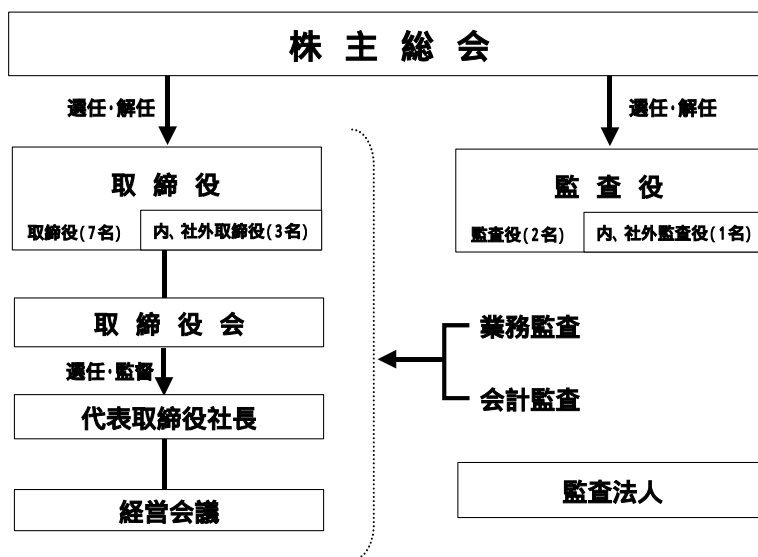 株主総会
選任・解任
選任・解任
取締役
取締役(7名)
内、社外取締役(3名)
監査役
監査役(2名)
内、社外監査役(1名)
取締役会
業務監査
選任・監督
会計監査
代表取締役社長
経営会議
監査法人